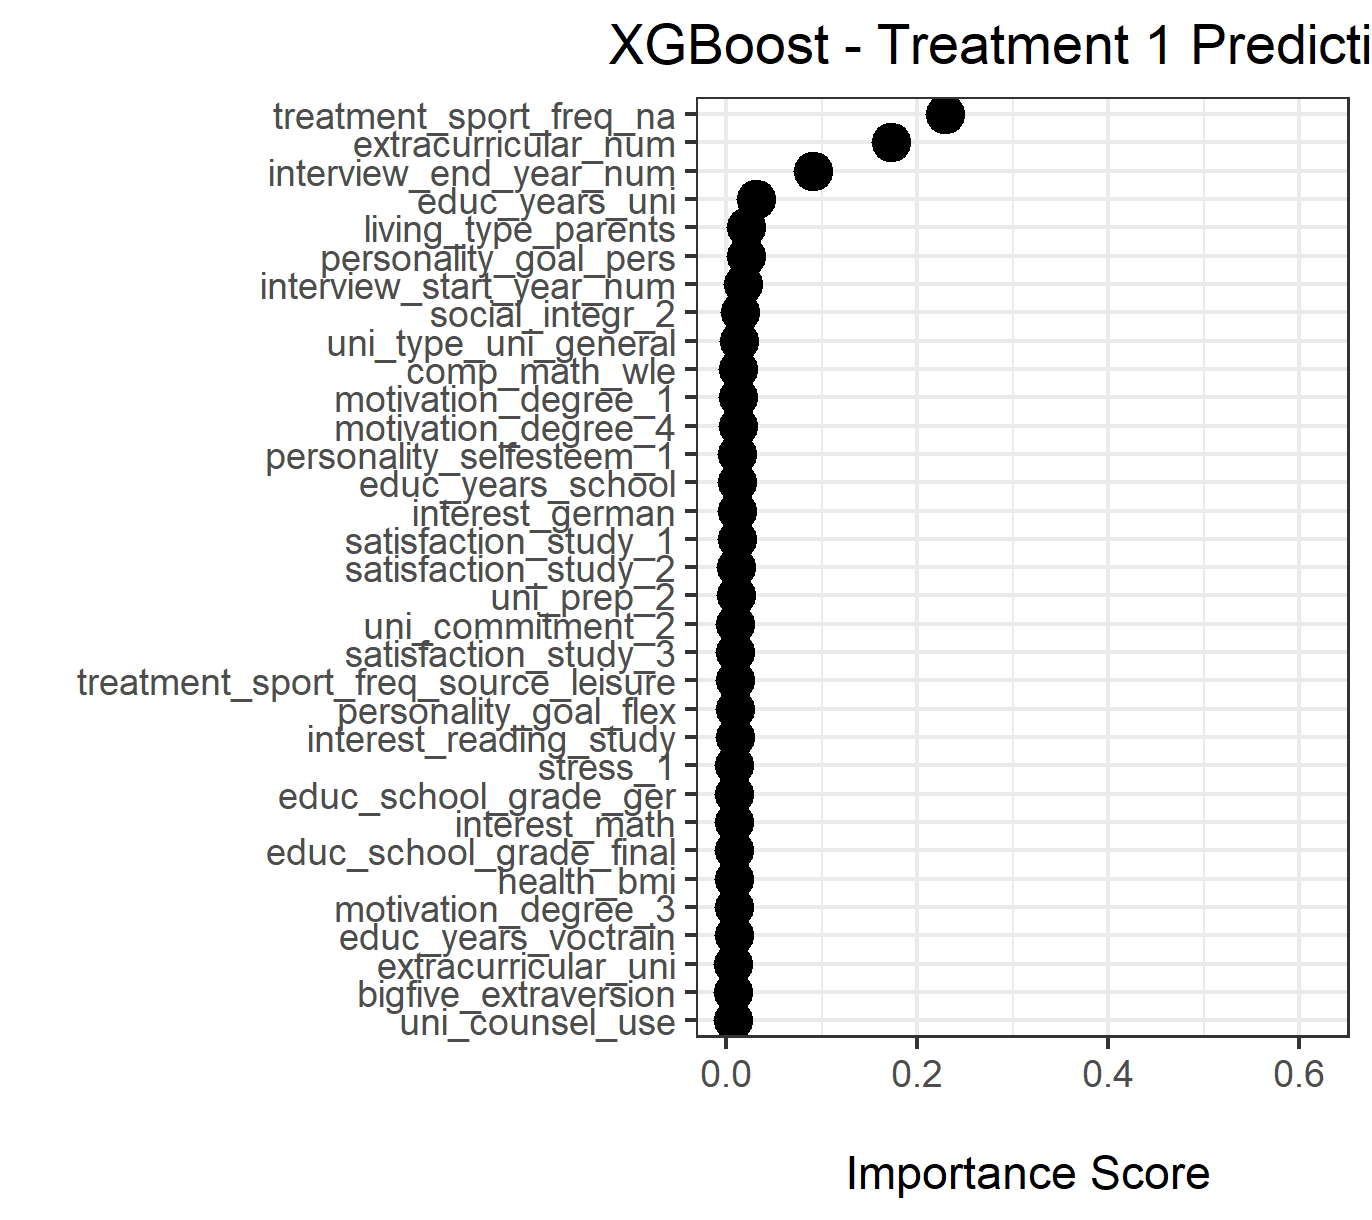 XGBoost - Treatment 1 Predicti
treatment_sport_freq_na
extracurricular_num
interview_end_year_num
educ_years_uni
living_type_parents
personality_goal_pers
interview_start_year_num
social_integr_2
uni_type_uni_general
comp_math_wle
motivation_degree_1
motivation_degree_4
personality_selfesteem_1
educ_years_school
interest_german
satisfaction_study_1
satisfaction_study_2
uni_prep_2
uni_commitment_2
satisfaction_study_3
treatment_sport_freq_source_leisure
personality_goal_flex
interest_reading_study
stress_1
educ_school_grade_ger
interest_math
educ_school_grade_final
health_bmi
motivation_degree_3
educ_years_voctrain
extracurricular_uni
bigfive_extraversion
uni_counsel_use
0.0 0.2 0.4 0.6
Importance Score